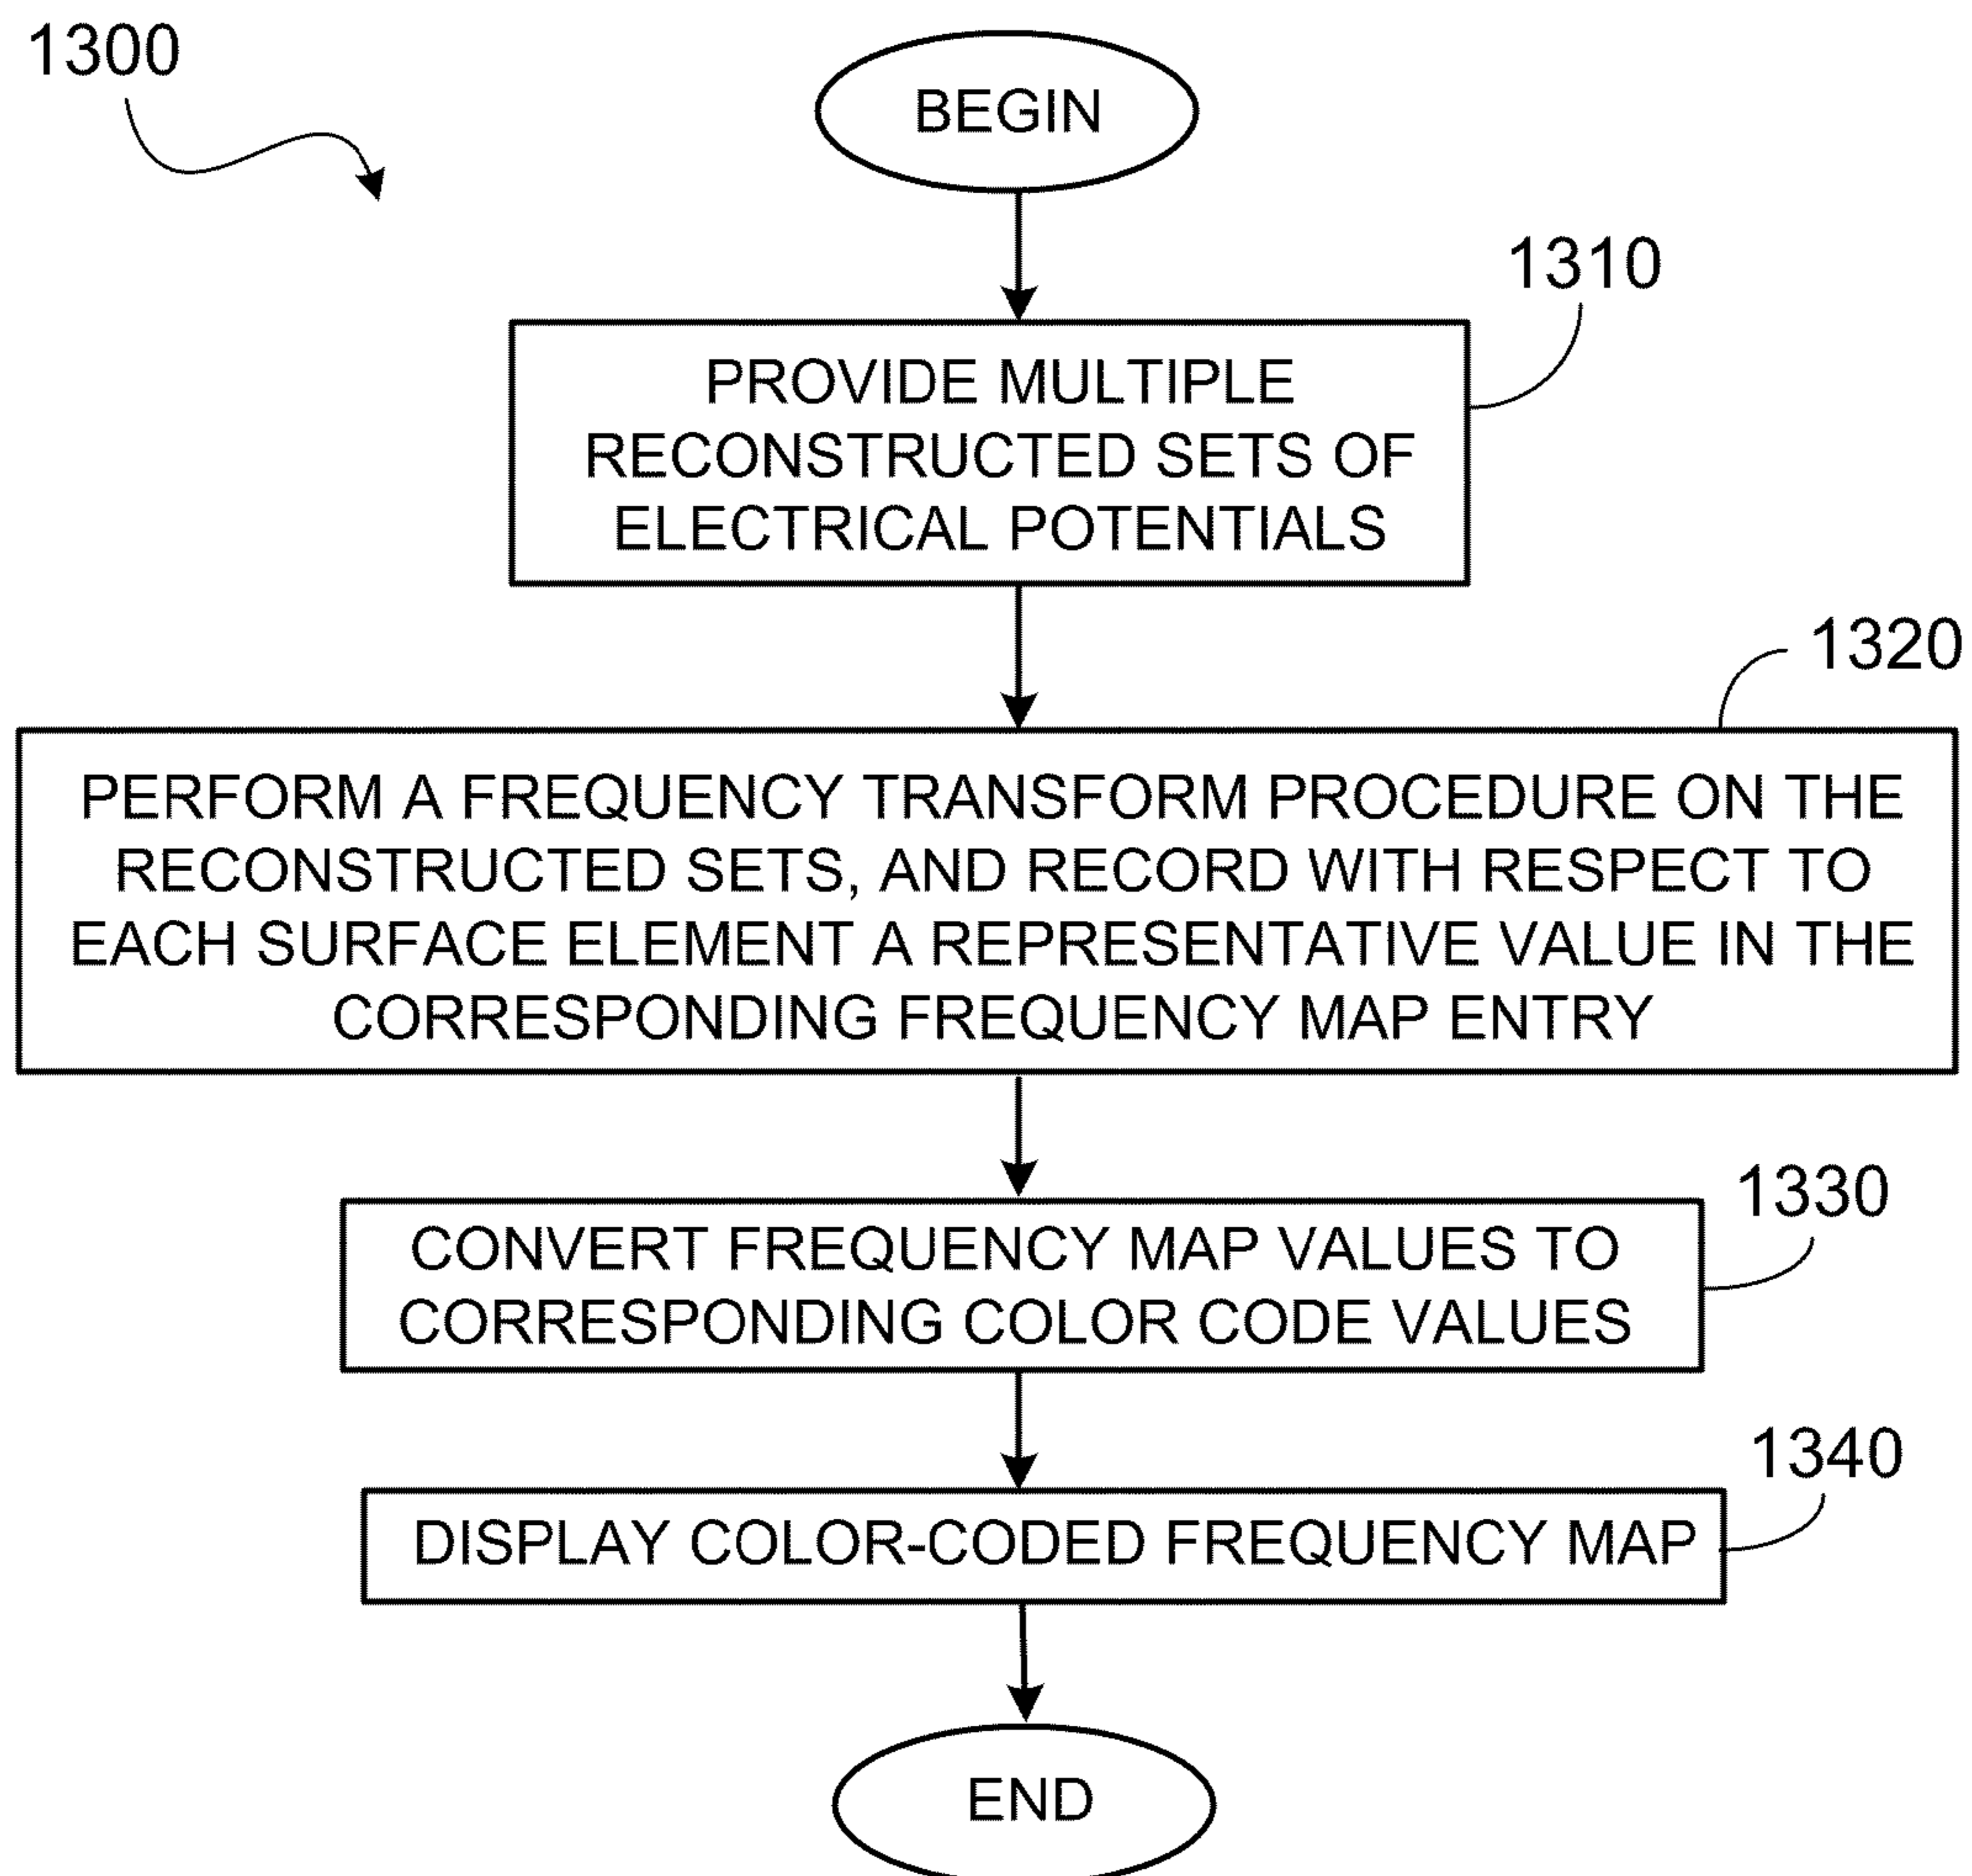 1300
BEGIN
1310
PROVIDE MULTIPLE
RECONSTRUCTED SETS OF
ELECTRICAL POTENTIALS
1320
PERFORM A FREQUENCY TRANSFORM PROCEDURE ON THE
RECONSTRUCTED SETS, AND RECORD WITH RESPECT TO
EACH SURFACE ELEMENT A REPRESENTATIVE VALUE IN THE
CORRESPONDING FREQUENCY MAP ENTRY
1330
CONVERT FREQUENCY MAP VALUES TO
CORRESPONDING COLOR CODE VALUES
1340
DISPLAY COLOR-CODED FREQUENCY MAP
END